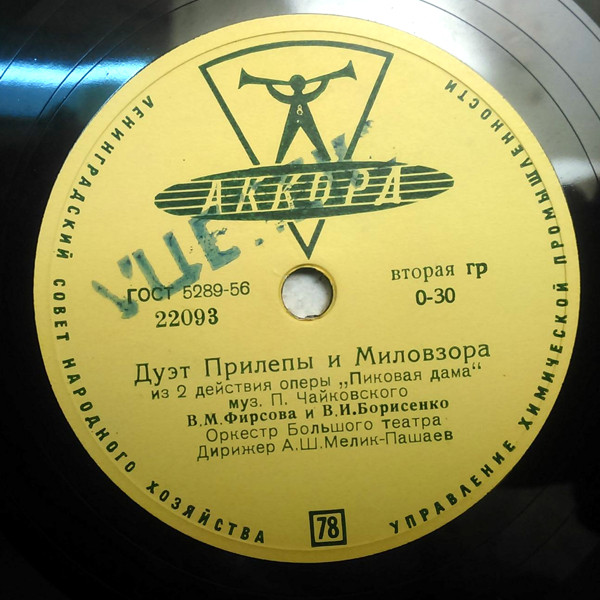 ЛЕНИНГРАДСКИЙ СОВЕТ НАРОДНОГО ХОЗЯЙСТВА
УПРАВЛЕНИЕ ХИМИЧЕСКОЙ ПРОМЫШЛЕННОСТИ
8
АККОРД
ГОСТ 5289-56
22093
вторая гр
0-30
Дуэт Прилепы и Миловзора
из 2 действия оперы „Пиковая дама“
муз. П. Чайковского
В.М.Фирсова и В.И.Борисенко
Оркестр Большого театра
Дирижер А.Ш.Мелик-Пашаев
78